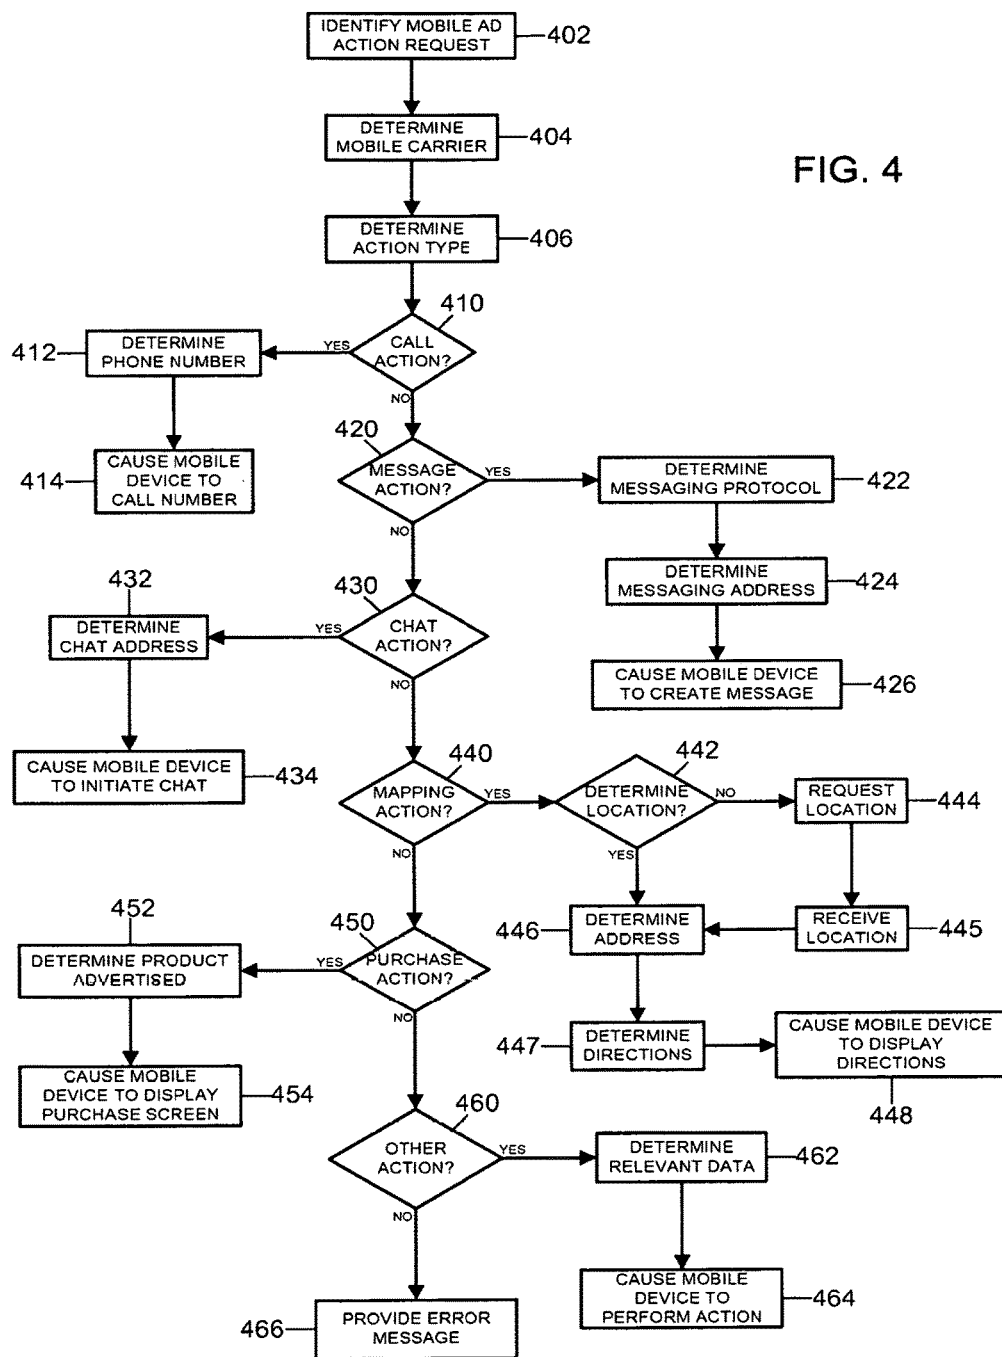 IDENTIFY MOBILE AD
ACTION REQUEST
402
DETERMINE
MOBILE CARRIER
404
FIG. 4
DETERMINE
ACTION TYPE
406
410
CALL
ACTION?
YES
NO
412
DETERMINE
PHONE NUMBER
414
CAUSE MOBILE
DEVICE TO
CALL NUMBER
420
MESSAGE
ACTION?
YES
NO
DETERMINE
MESSAGING PROTOCOL
422
DETERMINE
MESSAGING ADDRESS
424
CAUSE MOBILE DEVICE
TO CREATE MESSAGE
426
430
CHAT
ACTION?
YES
NO
432
DETERMINE
CHAT ADDRESS
CAUSE MOBILE DEVICE
TO INITIATE CHAT
434
440
MAPPING
ACTION?
YES
NO
442
DETERMINE
LOCATION?
NO
YES
REQUEST
LOCATION
444
RECEIVE
LOCATION
445
446
DETERMINE
ADDRESS
447
DETERMINE
DIRECTIONS
CAUSE MOBILE DEVICE
TO DISPLAY
DIRECTIONS
448
450
PURCHASE
ACTION?
YES
NO
452
DETERMINE PRODUCT
ADVERTISED
CAUSE MOBILE
DEVICE TO DISPLAY
PURCHASE SCREEN
454
460
OTHER
ACTION?
YES
NO
DETERMINE
RELEVANT DATA
462
CAUSE MOBILE
DEVICE TO
PERFORM ACTION
464
466
PROVIDE ERROR
MESSAGE